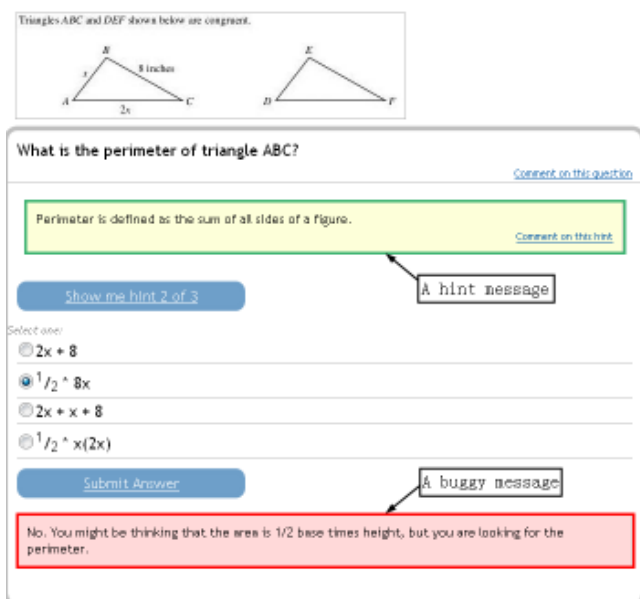 Triangles ABC and DEF shown below are congruent.
B
E
x
8 inches
A
C
D
F
2x
What is the perimeter of triangle ABC?
Comment on this question
Perimeter is defined as the sum of all sides of a figure.
Comment on this hint
A hint message
Show me hint 2 of 3
Select one:
2x + 8
1/2 * 8x
2x + x + 8
1/2 * x(2x)
A buggy message
Submit Answer
No. You might be thinking that the area is 1/2 base times height, but you are looking for the
perimeter.